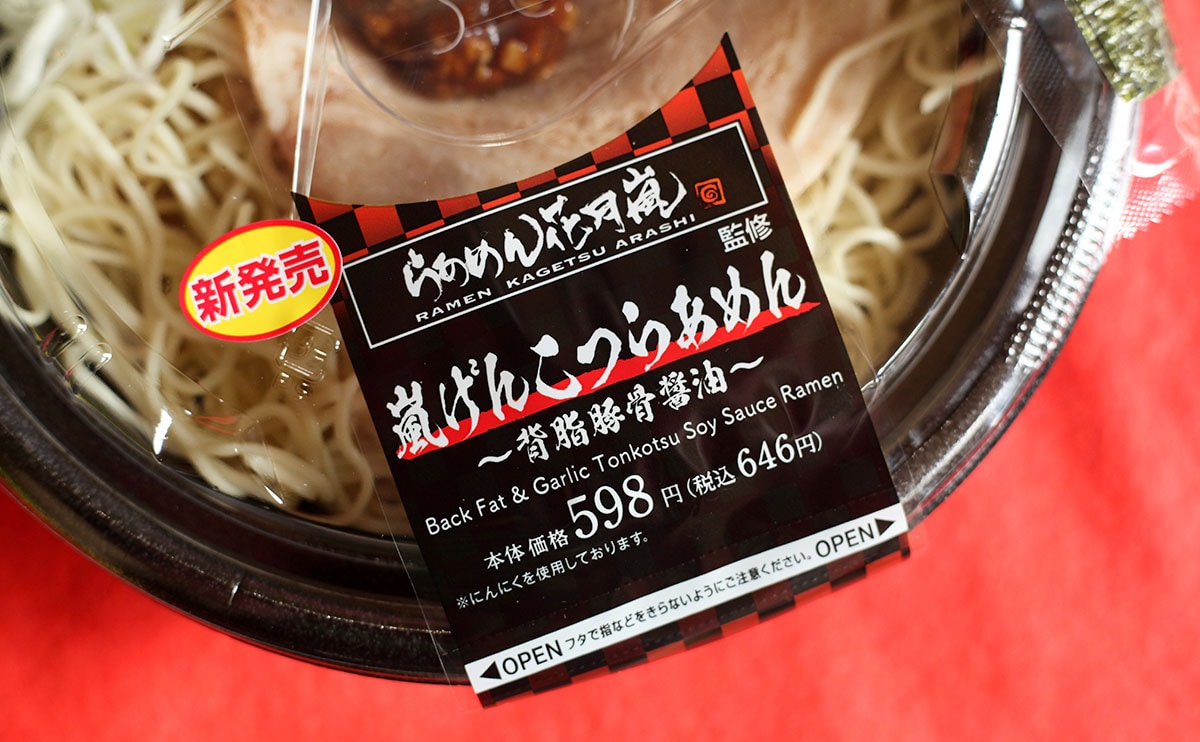 新発売
らあめん花月嵐
RAMEN KAGETSU ARASHI
監修
嵐げんこつらあめん
〜背脂豚骨醤油〜
Back Fat & Garlic Tonkotsu Soy Sauce Ramen
本体価格598円(税込646円)
※にんにくを使用しております。
◀OPEN フタで指などをきらないようにご注意ください。 OPEN▶